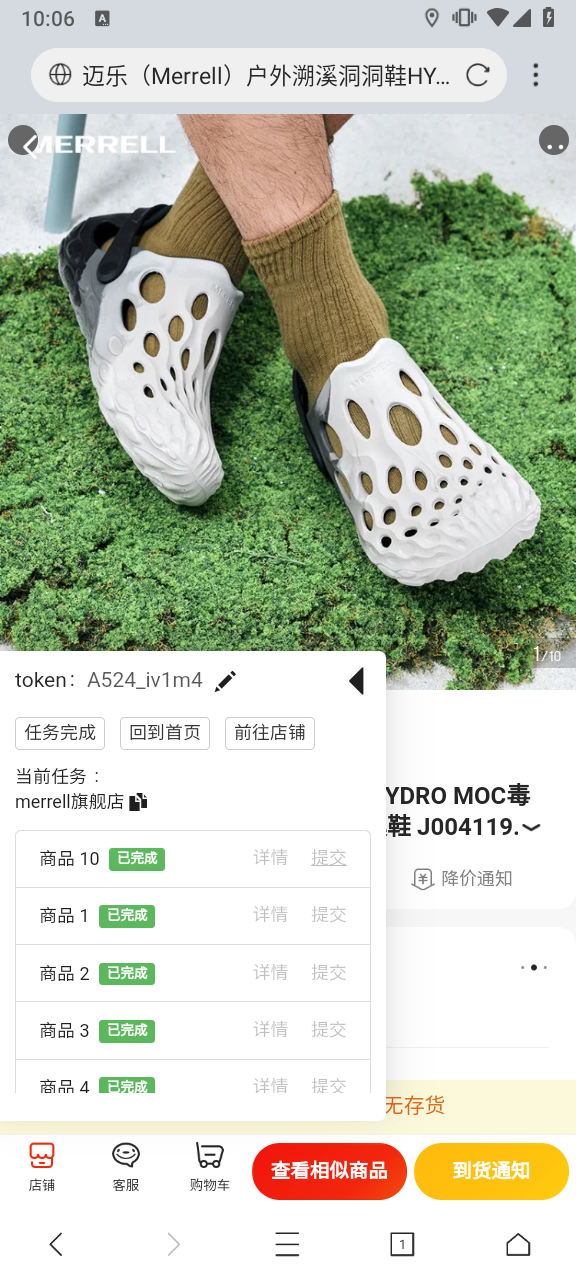 10:06
迈乐（Merrell）户外溯溪洞洞鞋HY...
MERRELL
1/10
token： A524_iv1m4
任务完成 回到首页 前往店铺
当前任务：
merrell旗舰店
YDRO MOC毒
鞋 J004119.
降价通知
商品 10 已完成 详情 提交
商品 1 已完成 详情 提交
商品 2 已完成 详情 提交
商品 3 已完成 详情 提交
商品 4 已完成 详情 提交
无存货
店铺 客服 购物车 查看相似商品 到货通知
1